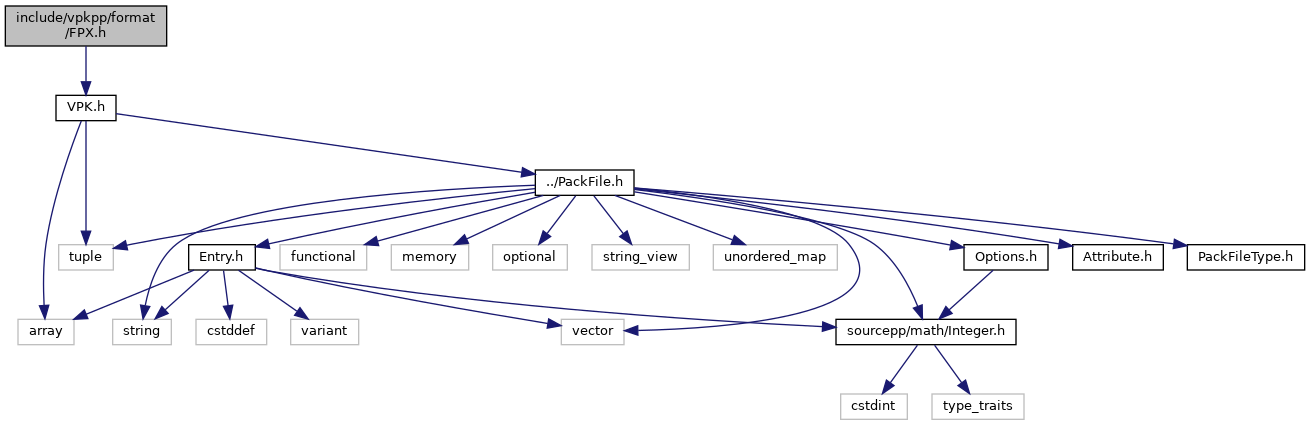 include/vpkpp/format
/FPX.h
VPK.h
../PackFile.h
tuple
Entry.h
functional
memory
optional
string_view
unordered_map
Options.h
Attribute.h
PackFileType.h
array
string
cstddef
variant
vector
sourcepp/math/Integer.h
cstdint
type_traits